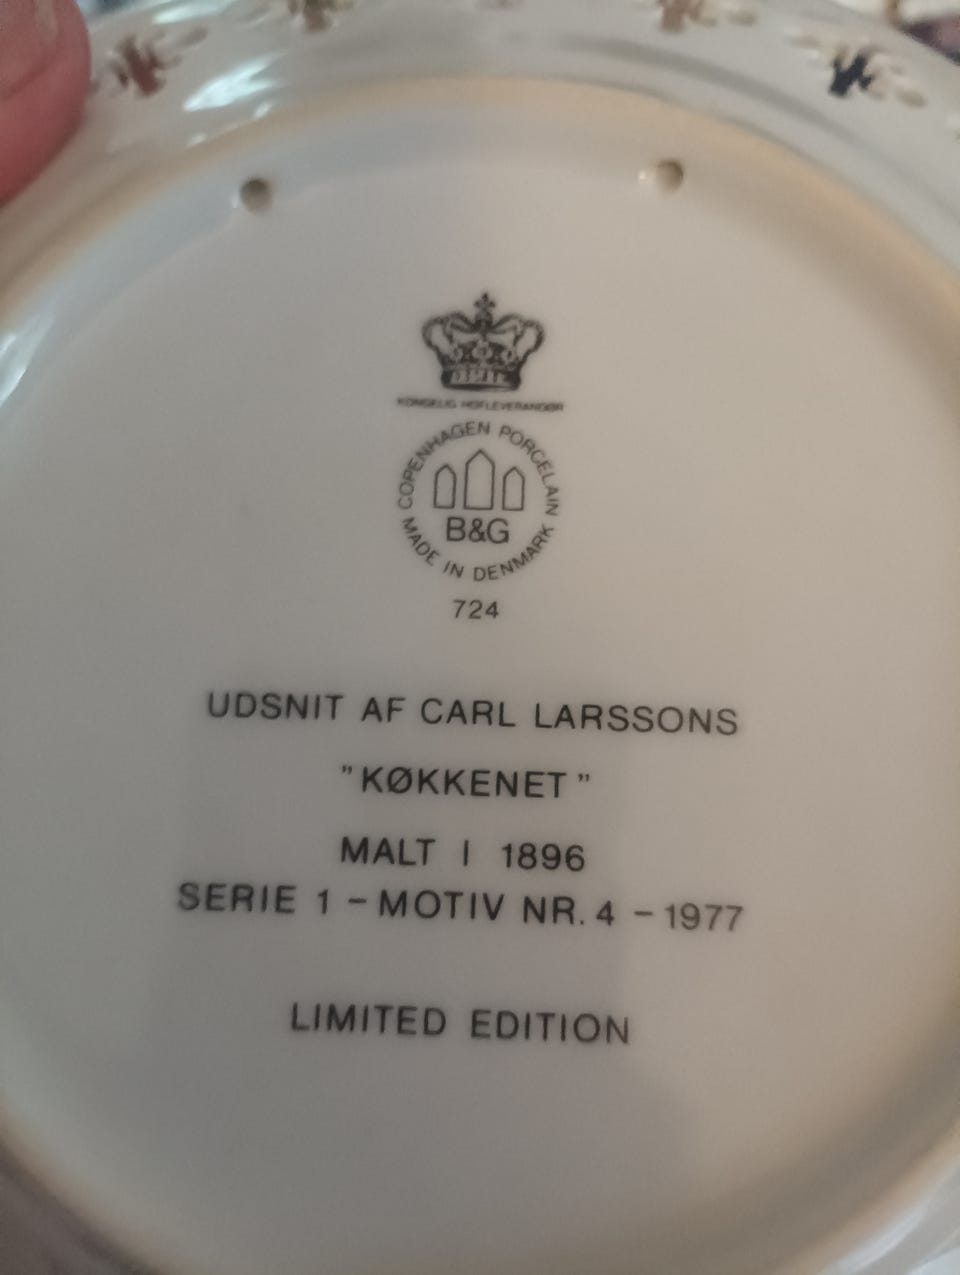 KONGELIG HOFLEVERANDØR
COPENHAGEN PORCELAIN
B&G
MADE IN DENMARK
724
UDSNIT AF CARL LARSSONS
"KØKKENET"
MALT I 1896
SERIE 1 – MOTIV NR. 4 – 1977
LIMITED EDITION